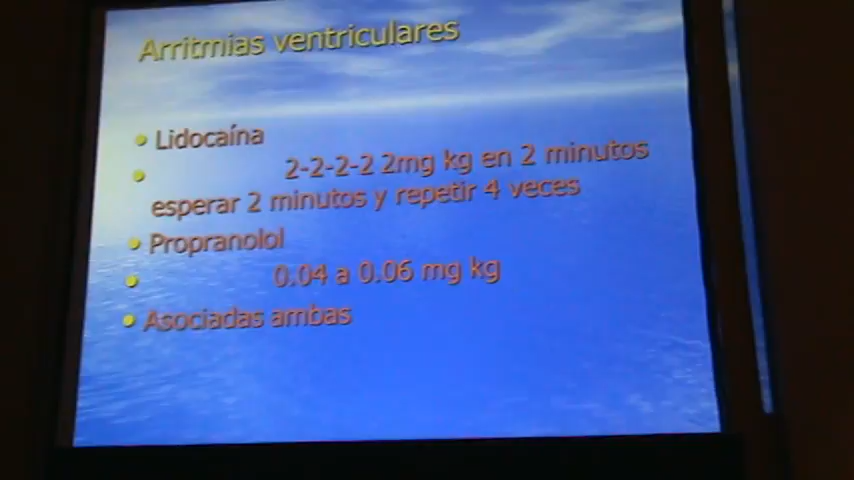 Arritmias ventriculares
Lidocaína
2-2-2-2 2mg kg en 2 minutos
esperar 2 minutos y repetir 4 veces
Propranolol
0.04 a 0.06 mg kg
Asociadas ambas